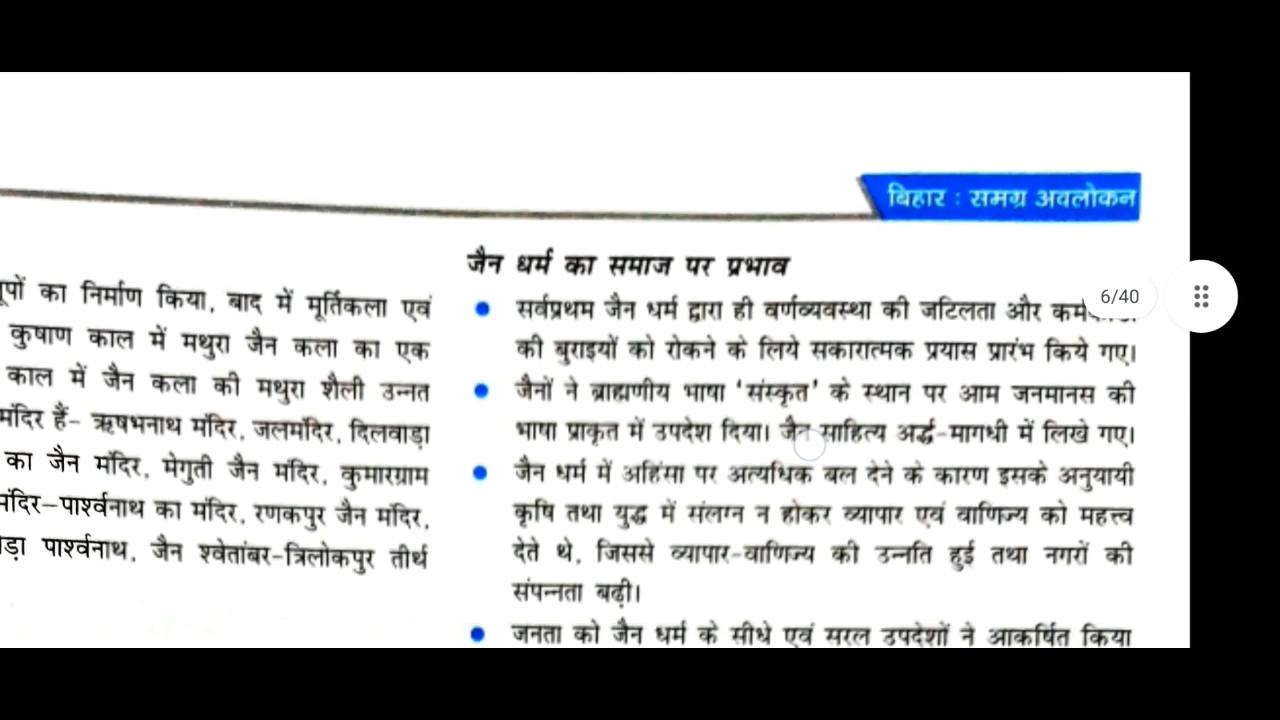 बिहार : समग्र अवलोकन
का निर्माण किया, बाद में मूर्तिकला एवं
कुषाण काल में मथुरा जैन कला का एक
काल में जैन कला की मथुरा शैली उन्नत
मंदिर हैं- ऋषभनाथ मंदिर, जलमंदिर, दिलवाड़ा
का जैन मंदिर, मेगुती जैन मंदिर, कुमारग्राम
मंदिर-पार्श्वनाथ का मंदिर, रणकपुर जैन मंदिर,
पार्श्वनाथ, जैन श्वेतांबर-त्रिलोकपुर तीर्थ
जैन धर्म का समाज पर प्रभाव
• सर्वप्रथम जैन धर्म द्वारा ही वर्णव्यवस्था की जटिलता और
की बुराइयों को रोकने के लिये सकारात्मक प्रयास प्रारंभ किये गए।
• जैनों ने ब्राह्मणीय भाषा 'संस्कृत' के स्थान पर आम जनमानस की
भाषा प्राकृत में उपदेश दिया। जैन साहित्य अर्द्ध-मागधी में लिखे गए।
• जैन धर्म में अहिंसा पर अत्यधिक बल देने के कारण इसके अनुयायी
कृषि तथा युद्ध में संलग्न न होकर व्यापार एवं वाणिज्य को महत्त्व
देते थे, जिससे व्यापार-वाणिज्य की उन्नति हुई तथा नगरों की
संपन्नता बढ़ी।
• जनता को जैन धर्म के सीधे एवं सरल उपदेशों ने आकर्षित किया
6/40